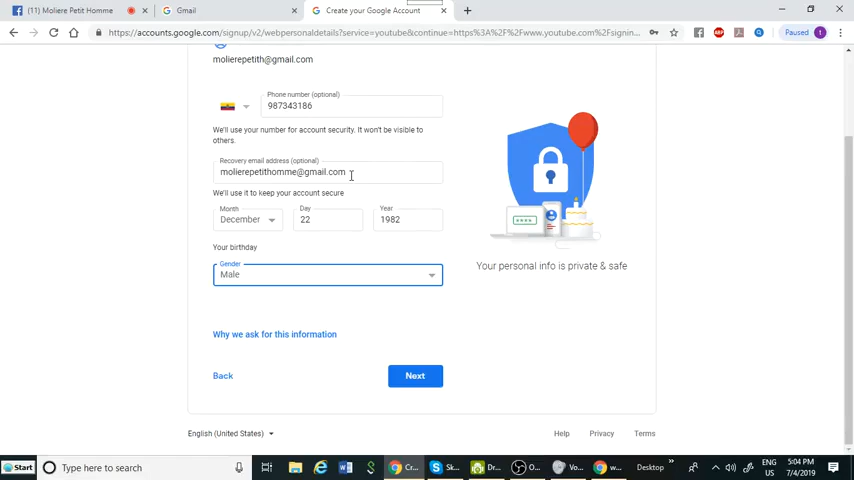 (11) Moliere Petit Homme
Gmail
Create your Google Account
https://accounts.google.com/signup/v2/webpersonaldetails?service=youtube&continue=https%3A%2F%2Fwww.youtube.com%2Fsignin...
ABP
Paused
molierepetith@gmail.com
Phone number (optional)
987343186
We'll use your number for account security. It won't be visible to
others.
Recovery email address (optional)
molierepetithomme@gmail.com
We'll use it to keep your account secure
Month
Day
Year
December
22
1982
Your birthday
Gender
Male
Your personal info is private & safe
Why we ask for this information
Back
Next
English (United States)
Help
Privacy
Terms
Start
Type here to search
Cr...
Sk...
Dr...
O...
Vo...
w...
Desktop
ENG
US
5:04 PM
7/4/2019